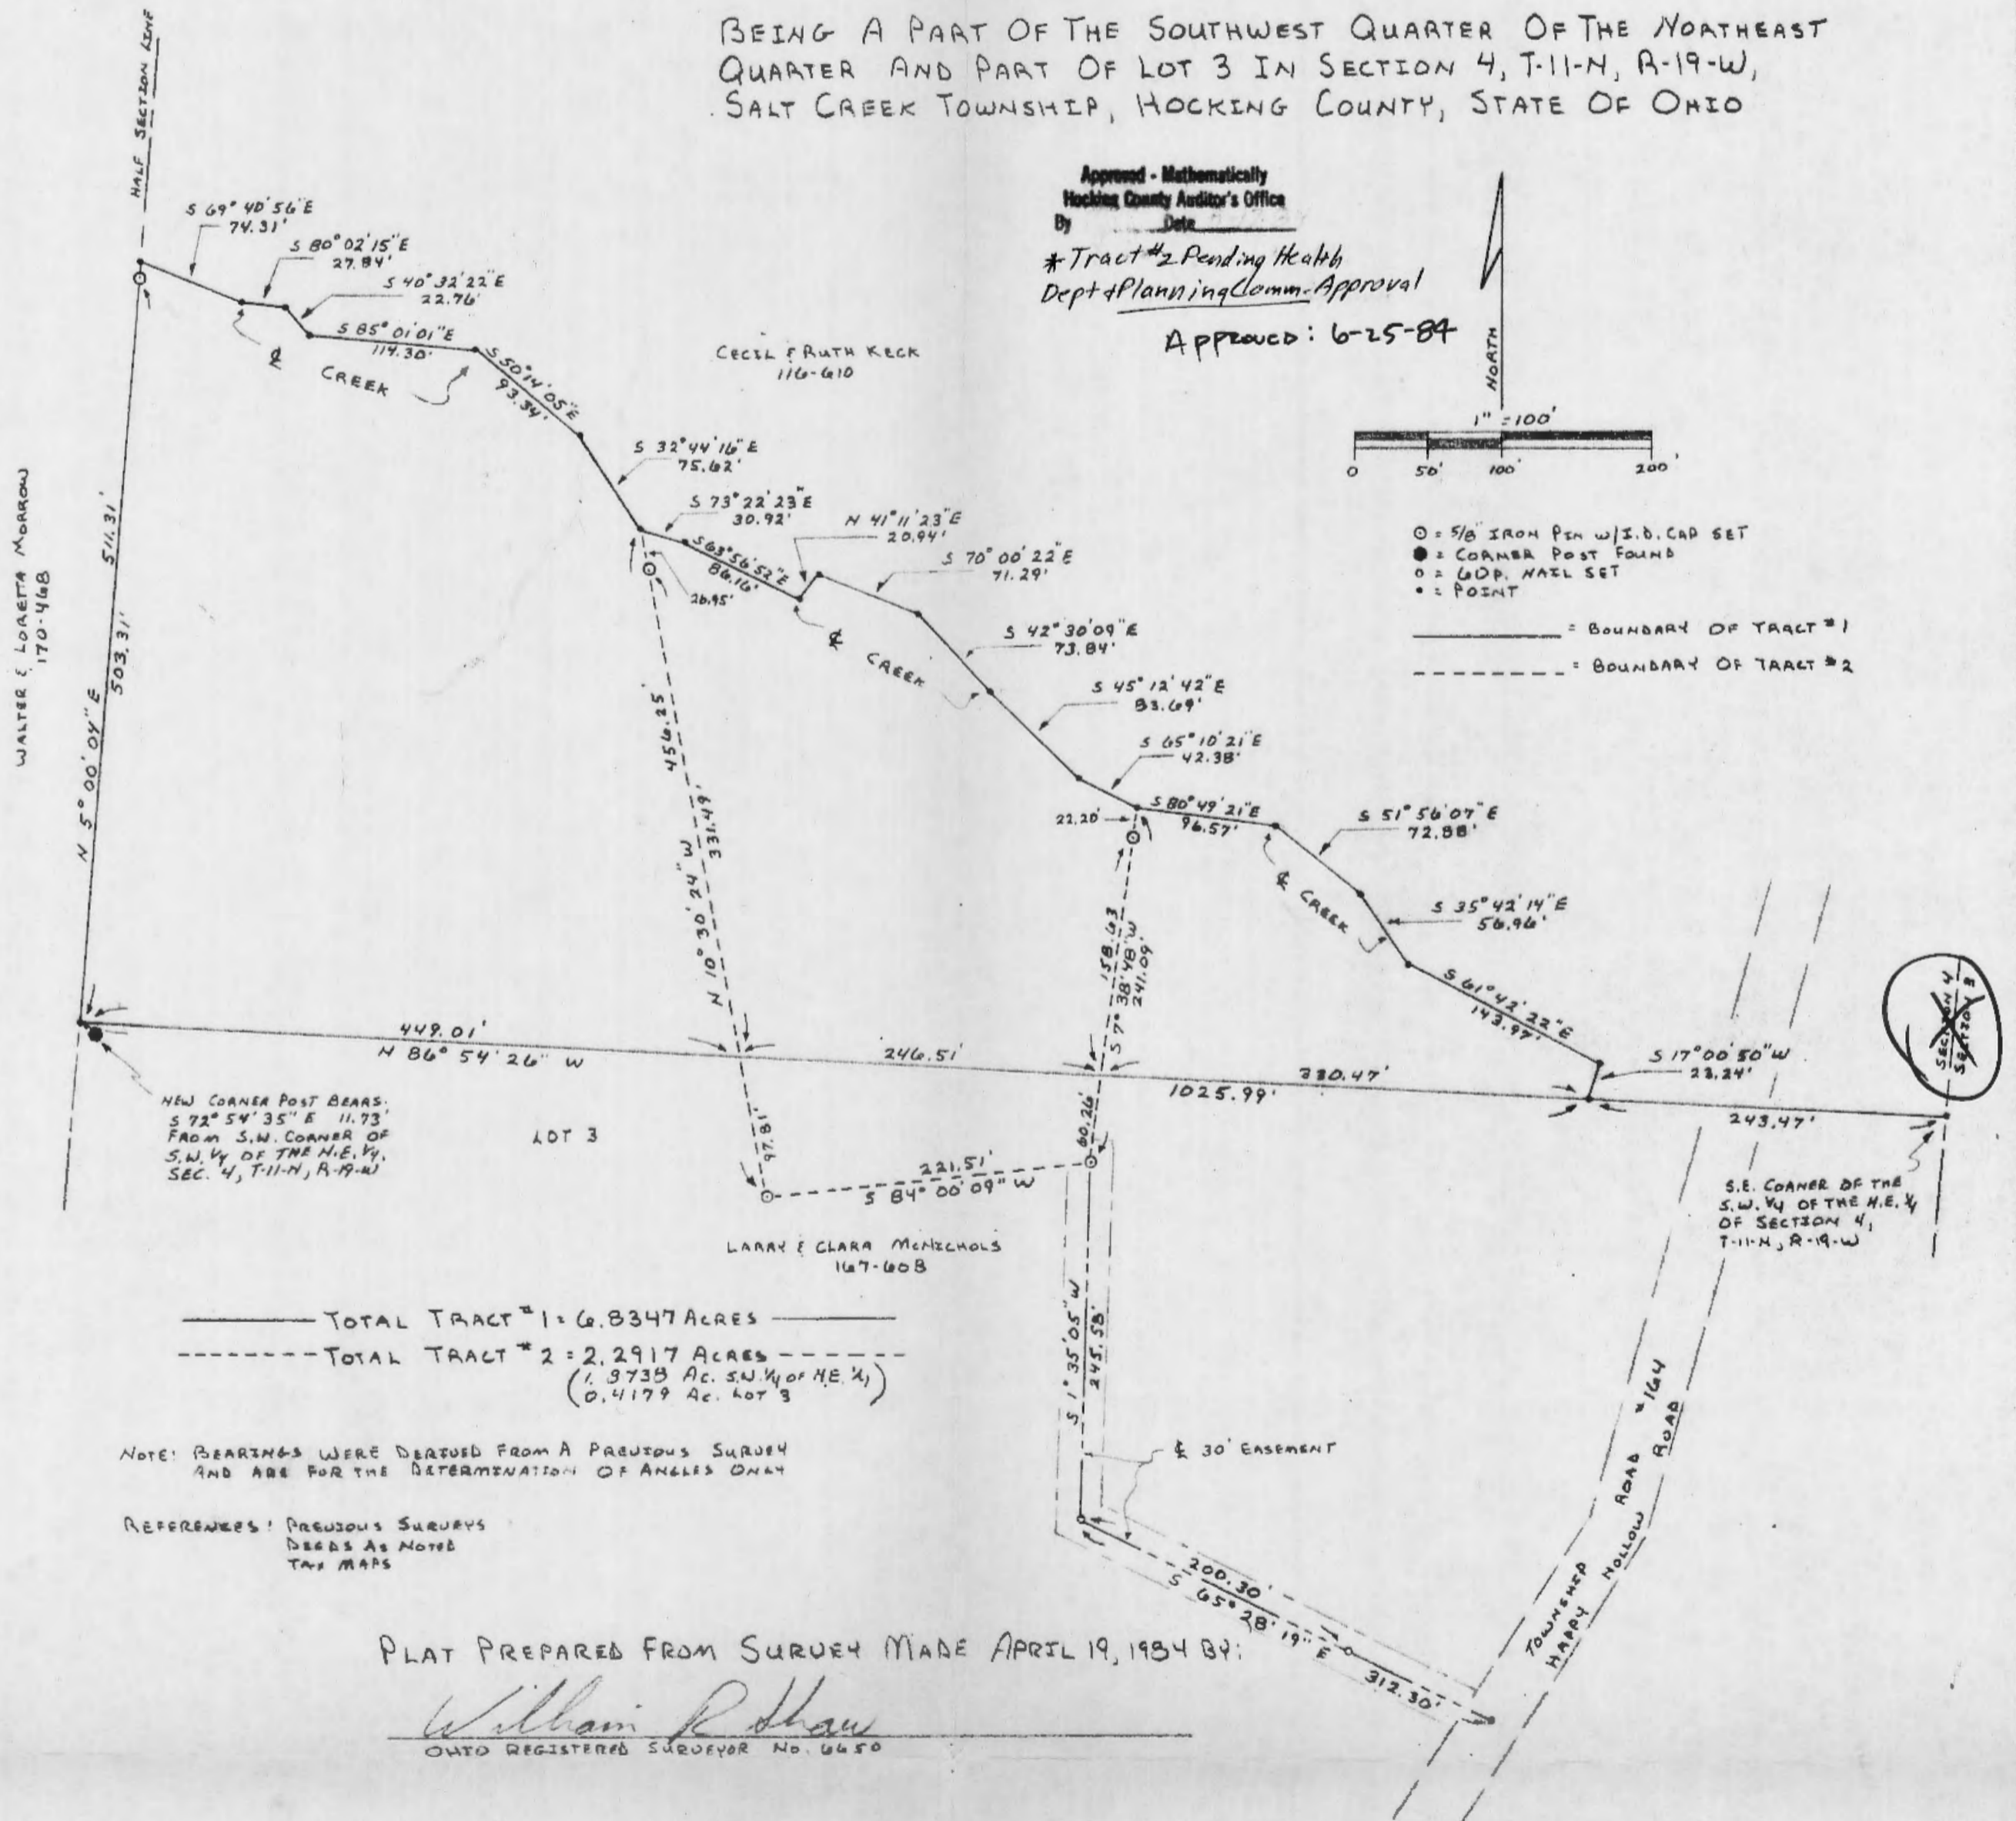 BEING A PART OF THE SOUTHWEST QUARTER OF THE NORTHEAST
QUARTER AND PART OF LOT 3 IN SECTION 4, T-11-N, R-19-W,
SALT CREEK TOWNSHIP, HOCKING COUNTY, STATE OF OHIO
Approved - Mathematically
Hocking County Auditor's Office
By Date
* Tract #2 Pending Health
Dept & Planning Comm. Approval
APPROVED: 6-25-84
NORTH
1" = 100'
0 50' 100' 200'
⊙ = 5/8" IRON PIN W/I.D. CAP SET
● = CORNER POST FOUND
o = 60P. NAIL SET
• = POINT
= BOUNDARY OF TRACT #1
= BOUNDARY OF TRACT #2
HALF SECTION LINE
S 69° 40' 56" E
74.31'
S 80° 02' 15" E
27.84'
S 40° 32' 22" E
22.76'
S 85° 01' 01" E
114.30'
℄ CREEK
S 50° 14' 05" E
93.34'
CECIL & RUTH KECK
116-610
S 32° 44' 16" E
75.62'
S 73° 22' 23" E
30.92'
N 41° 11' 23" E
20.94'
S 63° 56' 52" E
86.16'
S 70° 00' 22" E
71.29'
26.95'
℄ CREEK
S 42° 30' 09" E
73.84'
S 45° 12' 42" E
83.69'
S 65° 10' 21" E
42.38'
S 80° 49' 21" E
96.57'
22.20'
S 51° 56' 07" E
72.88'
℄ CREEK
S 35° 42' 14" E
56.96'
S 61° 42' 22" E
143.97'
S 17° 00' 50" W
23.24'
WALTER & LORETTA MORROW
170-468
N 5° 00' 04" E
511.31'
503.31'
456.25'
N 10° 30' 24" W
331.49'
158.63
S 7° 38' 48" W
241.09'
SECTION 4
SECTION 3
449.01'
N 86° 54' 26" W
246.51'
330.47'
1025.99'
243.47'
NEW CORNER POST BEARS
S 72° 54' 35" E 11.73'
FROM S.W. CORNER OF
S.W. 1/4 OF THE N.E. 1/4,
SEC. 4, T-11-N, R-19-W
LOT 3
97.81'
60.26'
221.51'
S 84° 00' 09" W
LARRY & CLARA McNICHOLS
167-608
S.E. CORNER OF THE
S.W. 1/4 OF THE N.E. 1/4
OF SECTION 4,
T-11-N, R-19-W
S 1° 35' 05" W
245.58'
TOTAL TRACT #1 = 6.8347 ACRES
TOTAL TRACT #2 = 2.2917 ACRES
(1.8738 AC. S.W. 1/4 OF N.E. 1/4)
(0.4179 AC. LOT 3)
NOTE: BEARINGS WERE DERIVED FROM A PREVIOUS SURVEY
AND ARE FOR THE DETERMINATION OF ANGLES ONLY
REFERENCES: PREVIOUS SURVEYS
DEEDS AS NOTED
TAX MAPS
℄ 30' EASEMENT
200.30'
S 65° 28' 19" E
312.30'
TOWNSHIP ROAD #164
HAPPY HOLLOW ROAD
PLAT PREPARED FROM SURVEY MADE APRIL 19, 1984 BY:
William R Shaw
OHIO REGISTERED SURVEYOR NO. 6650